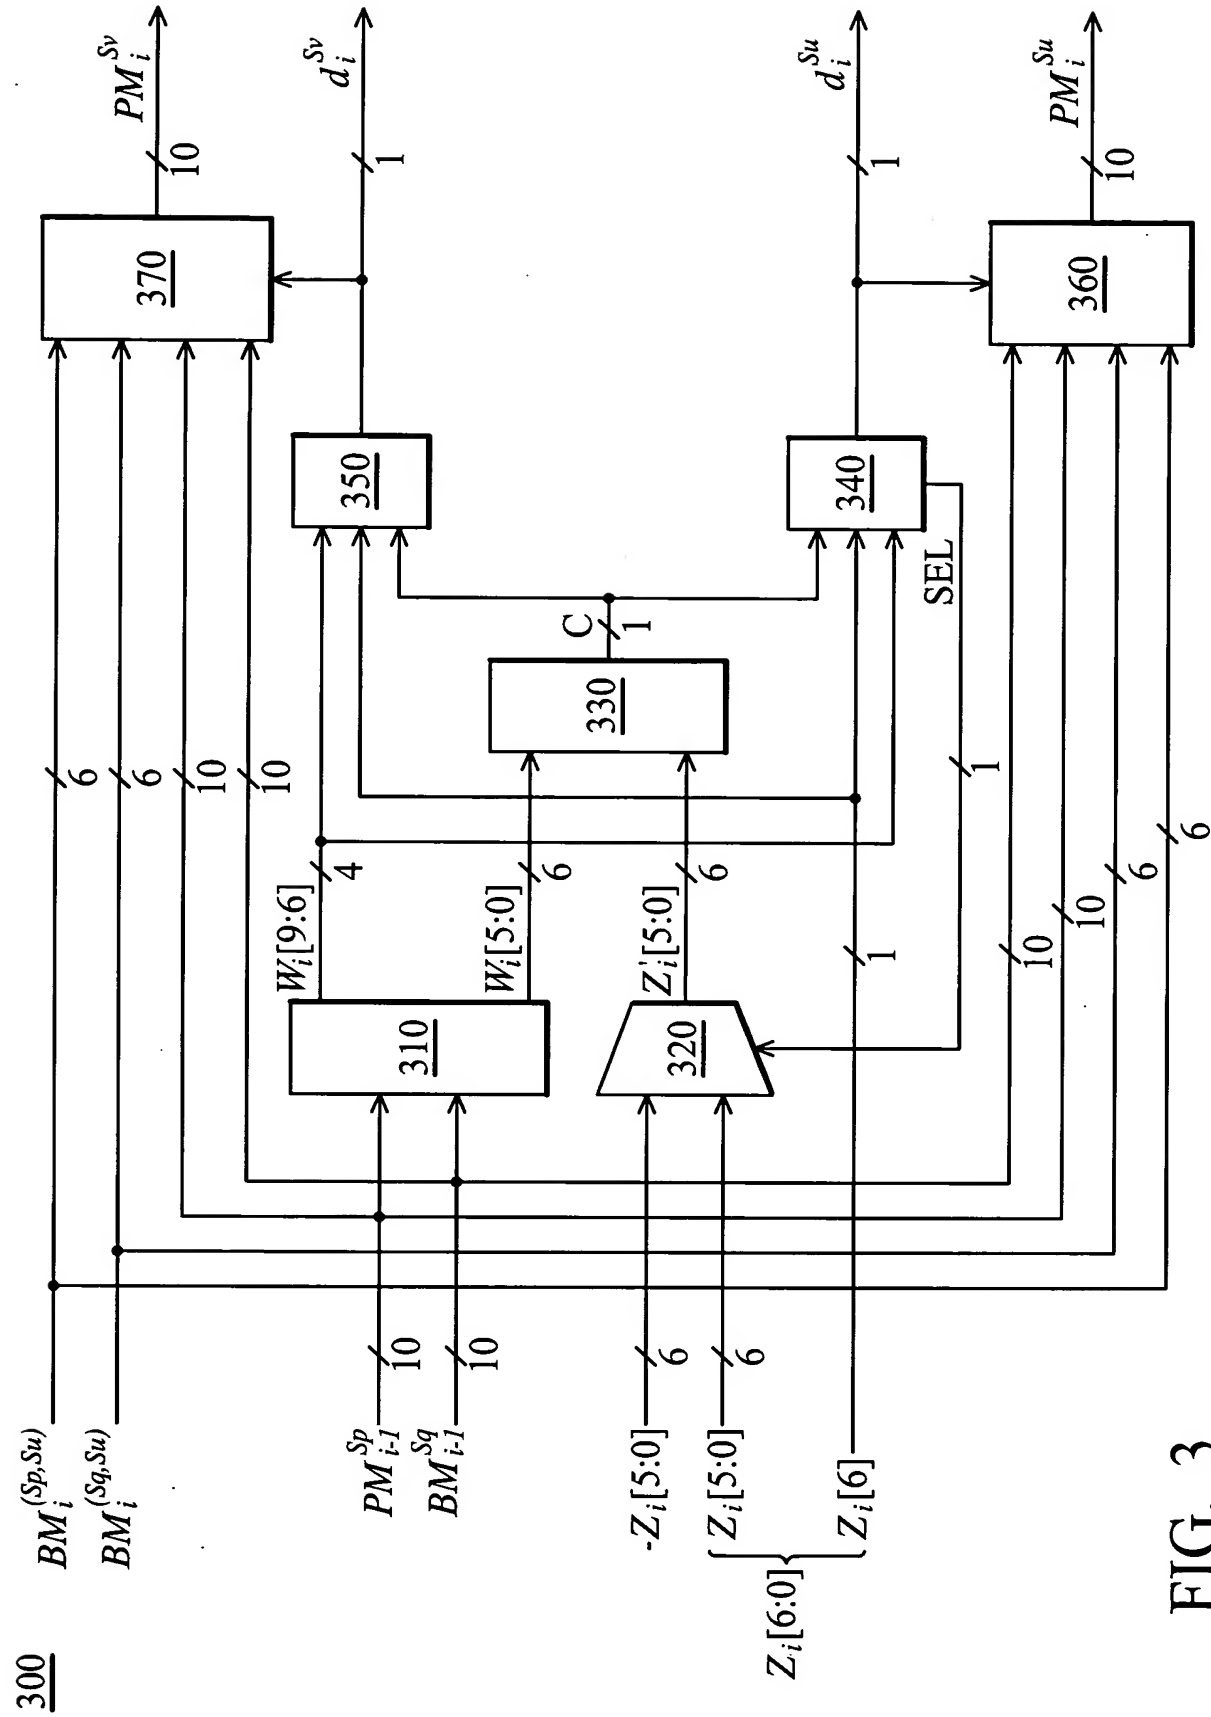 300
BM_i^(Sp,Su)
BM_i^(Sq,Su)
6
6
10
10
370
10
PM_i^Sv
PM_{i-1}^Sp
10
BM_{i-1}^Sq
10
310
W_i[9:6]
4
W_i[5:0]
6
350
1
d_i^Sv
330
C
1
-Z_i[5:0]
6
Z_i[5:0]
6
Z_i[6]
Z_i[6:0]
320
Z'_i[5:0]
6
1
340
SEL
1
1
d_i^Su
10
10
6
6
360
10
PM_i^Su
FIG. 3